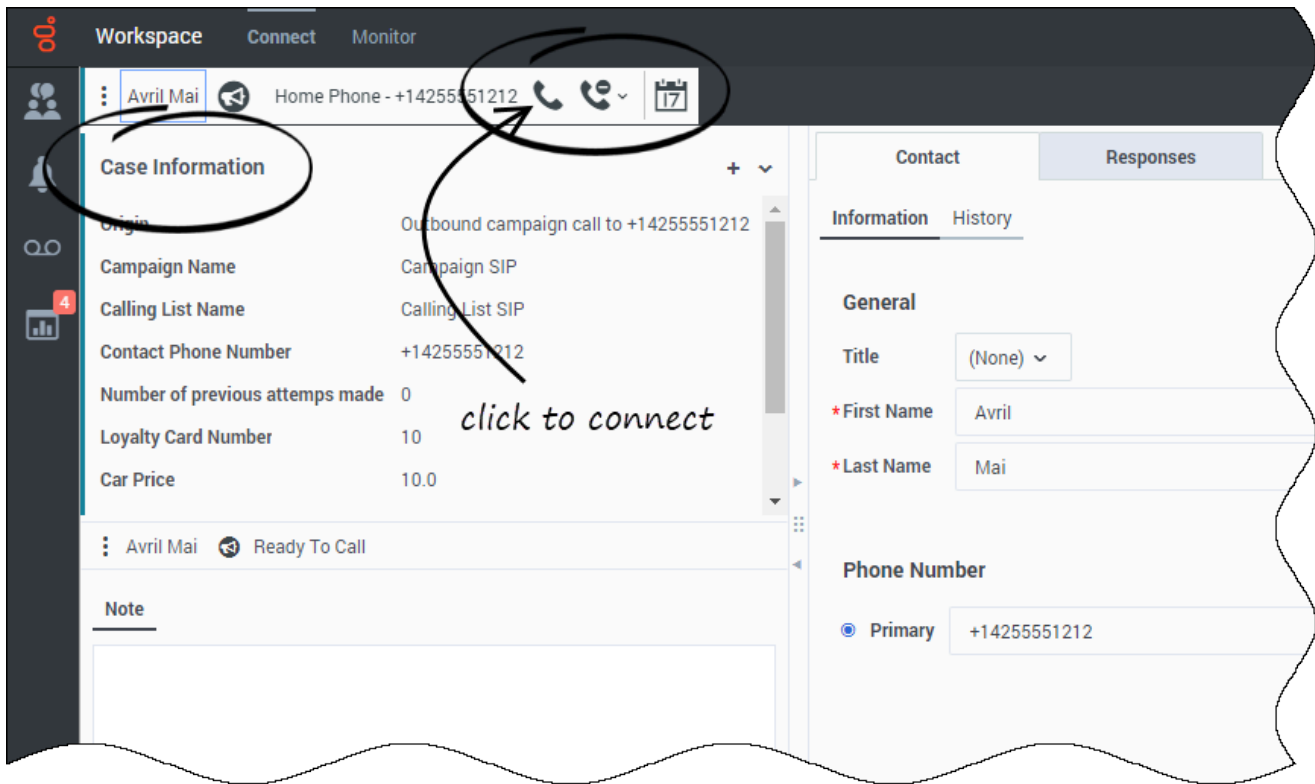 Workspace Connect Monitor
Avril Mai Home Phone - +14255551212 17
Case Information
Origin Outbound campaign call to +14255551212
Campaign Name Campaign SIP
Calling List Name Calling List SIP
4
Contact Phone Number +14255551212
Number of previous attemps made 0
Loyalty Card Number 10
Car Price 10.0
click to connect
Avril Mai Ready To Call
Note
Contact Responses
Information History
General
Title (None)
*First Name Avril
*Last Name Mai
Phone Number
Primary +14255551212